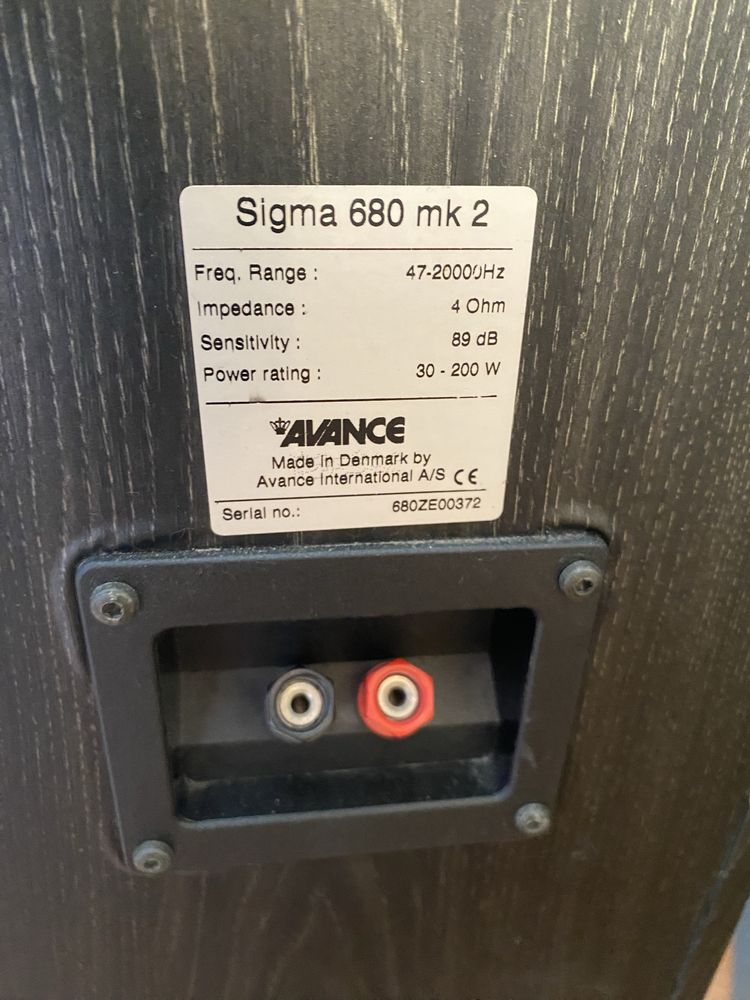 Sigma 680 mk 2
Freq. Range : 47-20000Hz
Impedance : 4 Ohm
Sensitivity : 89 dB
Power rating : 30 - 200 W
AVANCE
Made in Denmark by
Avance International A/S CE
Serial no.: 680ZE00372